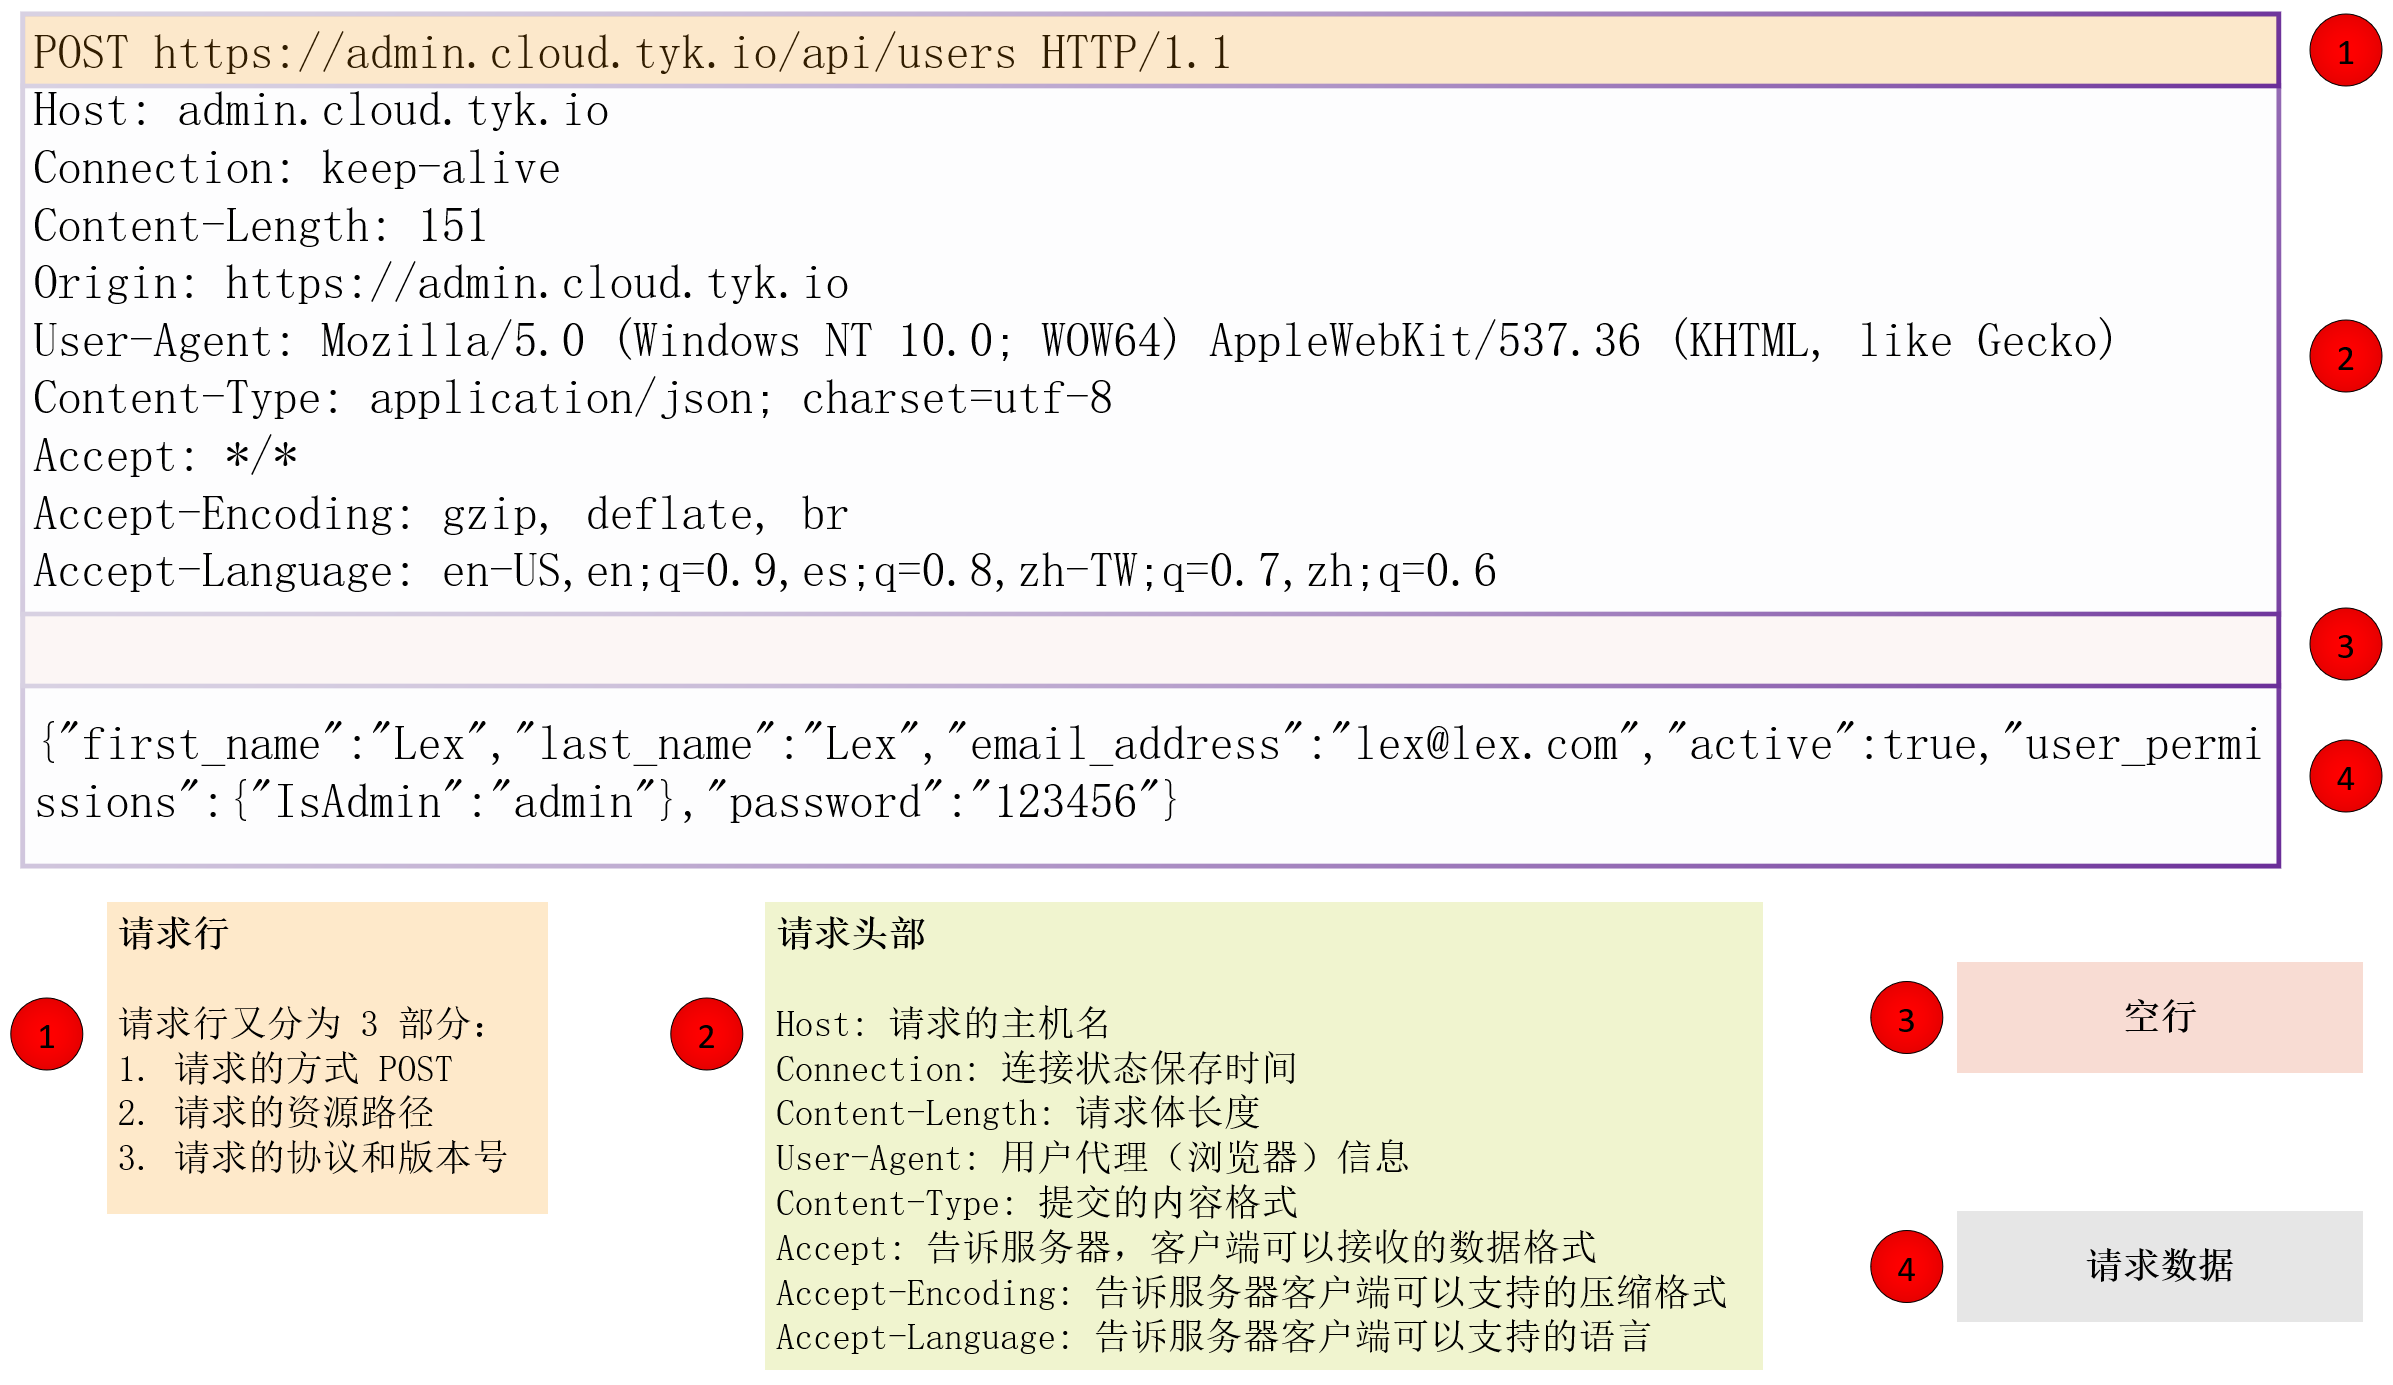 POST https://admin.cloud.tyk.io/api/users HTTP/1.1
1
Host: admin.cloud.tyk.io
Connection: keep-alive
Content-Length: 151
Origin: https://admin.cloud.tyk.io
User-Agent: Mozilla/5.0 (Windows NT 10.0; WOW64) AppleWebKit/537.36 (KHTML, like Gecko)
2
Content-Type: application/json; charset=utf-8
Accept: */*
Accept-Encoding: gzip, deflate, br
Accept-Language: en-US,en;q=0.9,es;q=0.8,zh-TW;q=0.7,zh;q=0.6
3
{"first_name":"Lex","last_name":"Lex","email_address":"lex@lex.com","active":true,"user_permi
ssions":{"IsAdmin":"admin"},"password":"123456"}
4
1
请求行
请求行又分为 3 部分：
1. 请求的方式 POST
2. 请求的资源路径
3. 请求的协议和版本号
2
请求头部
Host: 请求的主机名
Connection: 连接状态保存时间
Content-Length: 请求体长度
User-Agent: 用户代理（浏览器）信息
Content-Type: 提交的内容格式
Accept: 告诉服务器，客户端可以接收的数据格式
Accept-Encoding: 告诉服务器客户端可以支持的压缩格式
Accept-Language: 告诉服务器客户端可以支持的语言
3
空行
4
请求数据